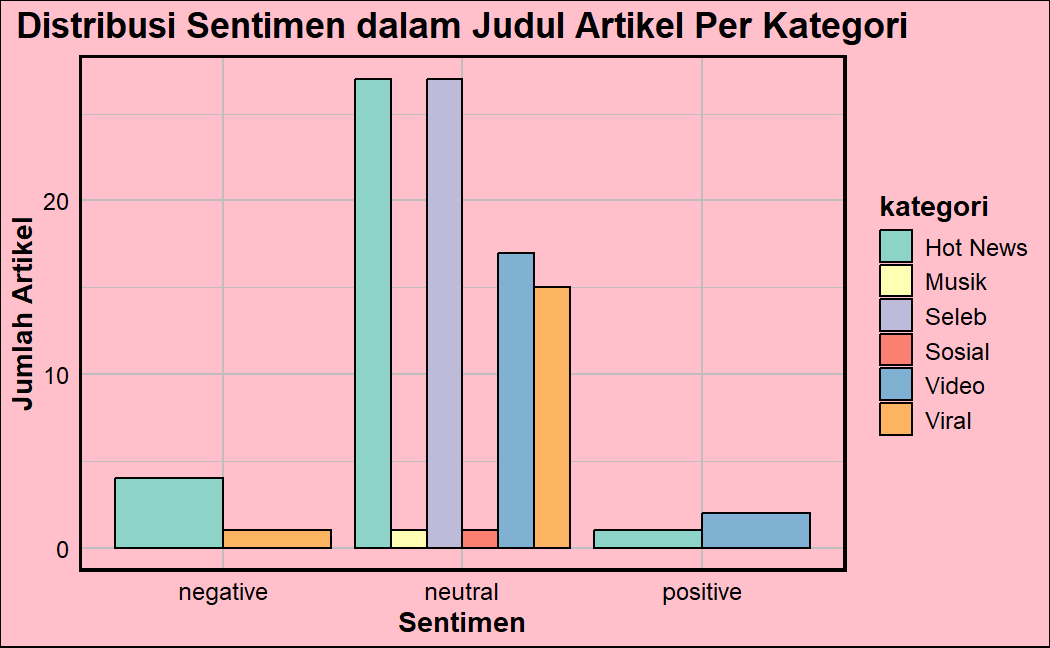 Distribusi Sentimen dalam Judul Artikel Per Kategori
Jumlah Artikel
20
10
0
negative neutral positive
Sentimen
kategori
Hot News
Musik
Seleb
Sosial
Video
Viral